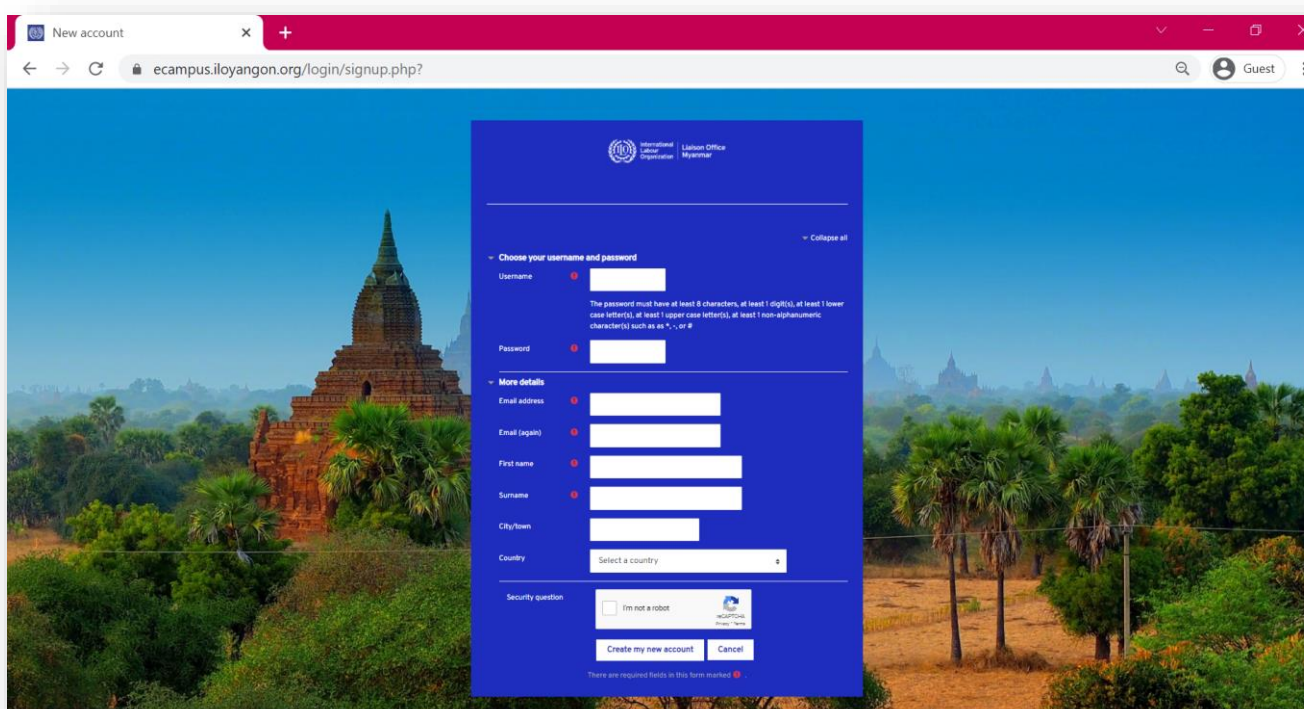 New account
ecampus.iloyangon.org/login/signup.php?
Guest
International
Labour
Organization
Liaison Office
Myanmar
Collapse all
Choose your username and password
Username
The password must have at least 8 characters, at least 1 digit(s), at least 1 lower
case letter(s), at least 1 upper case letter(s), at least 1 non-alphanumeric
character(s) such as as *, -, or #
Password
More details
Email address
Email (again)
First name
Surname
City/town
Country
Select a country
Security question
I'm not a robot
reCAPTCHA
Privacy - Terms
Create my new account
Cancel
There are required fields in this form marked .